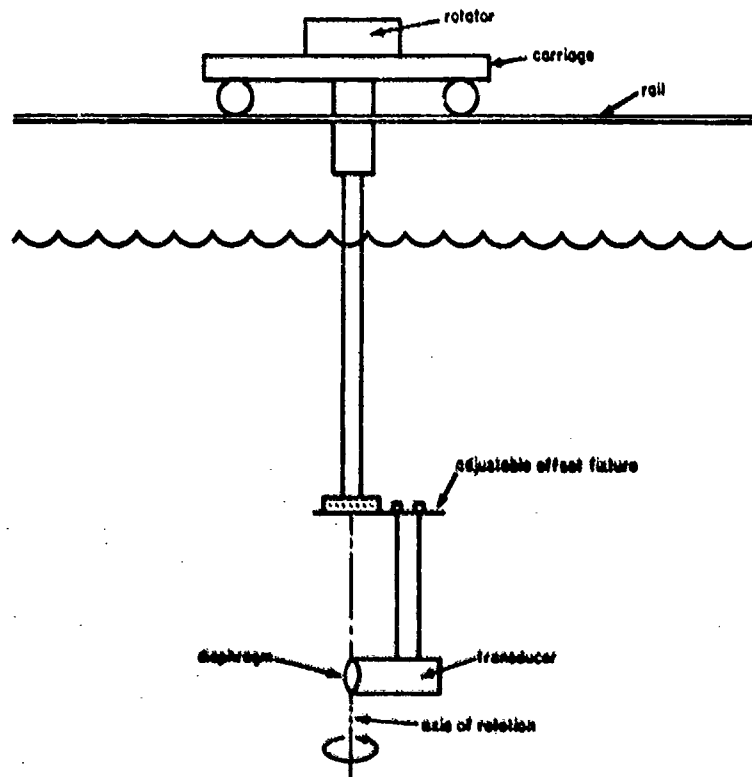 rotator
carriage
rail
adjustable offset fixture
diaphragm
transducer
axis of rotation